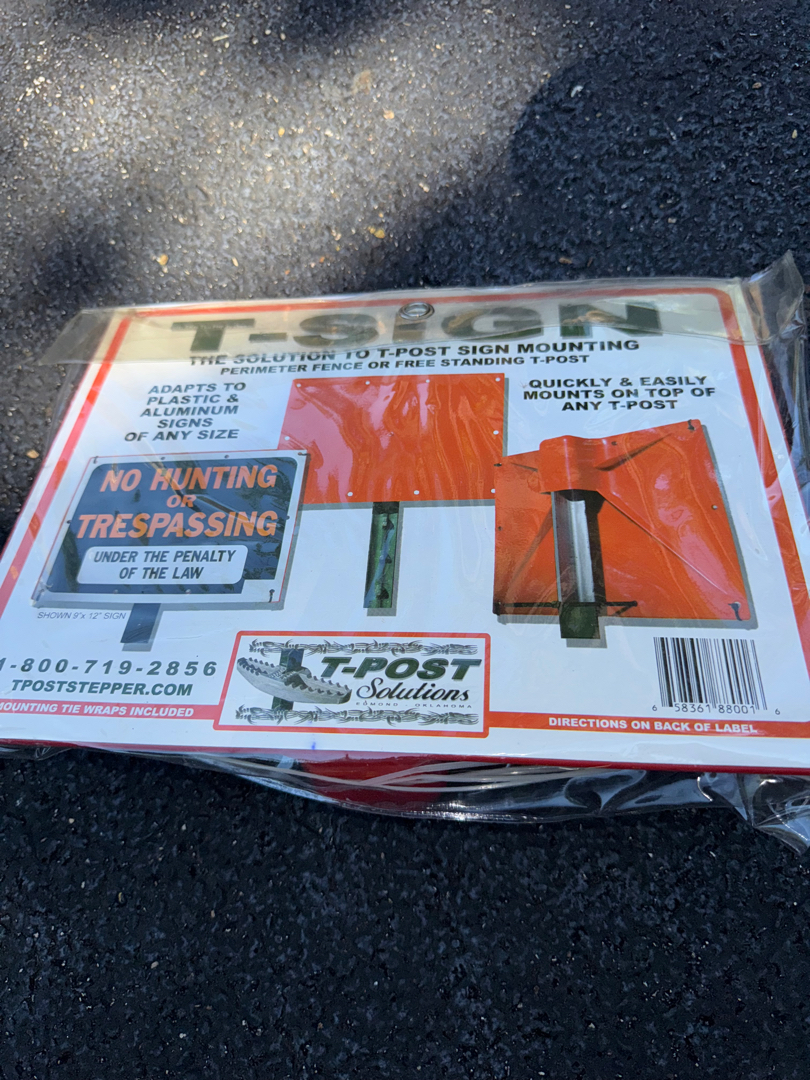 T-SIGN
THE SOLUTION TO T-POST SIGN MOUNTING
PERIMETER FENCE OR FREE STANDING T-POST
ADAPTS TO
PLASTIC &
ALUMINUM
SIGNS
OF ANY SIZE
QUICKLY & EASILY
MOUNTS ON TOP OF
ANY T-POST
NO HUNTING
OR
TRESPASSING
UNDER THE PENALTY
OF THE LAW
SHOWN 9"x 12" SIGN
1-800-719-2856
TPOSTSTEPPER.COM
MOUNTING TIE WRAPS INCLUDED
T-POST
Solutions
EDMOND - OKLAHOMA
6 58361 88001 6
DIRECTIONS ON BACK OF LABEL